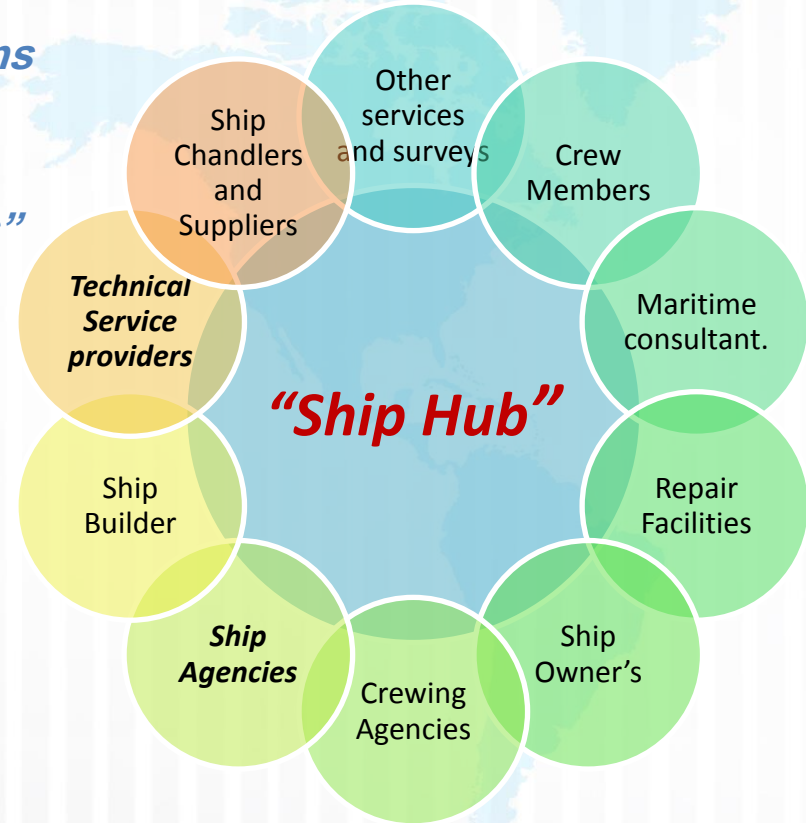 Other
services
and surveys
Crew
Members
Maritime
consultant.
Repair
Facilities
Ship
Owner’s
Crewing
Agencies
Ship
Agencies
Ship
Builder
Technical
Service
providers
Ship
Chandlers
and
Suppliers
“Ship Hub”